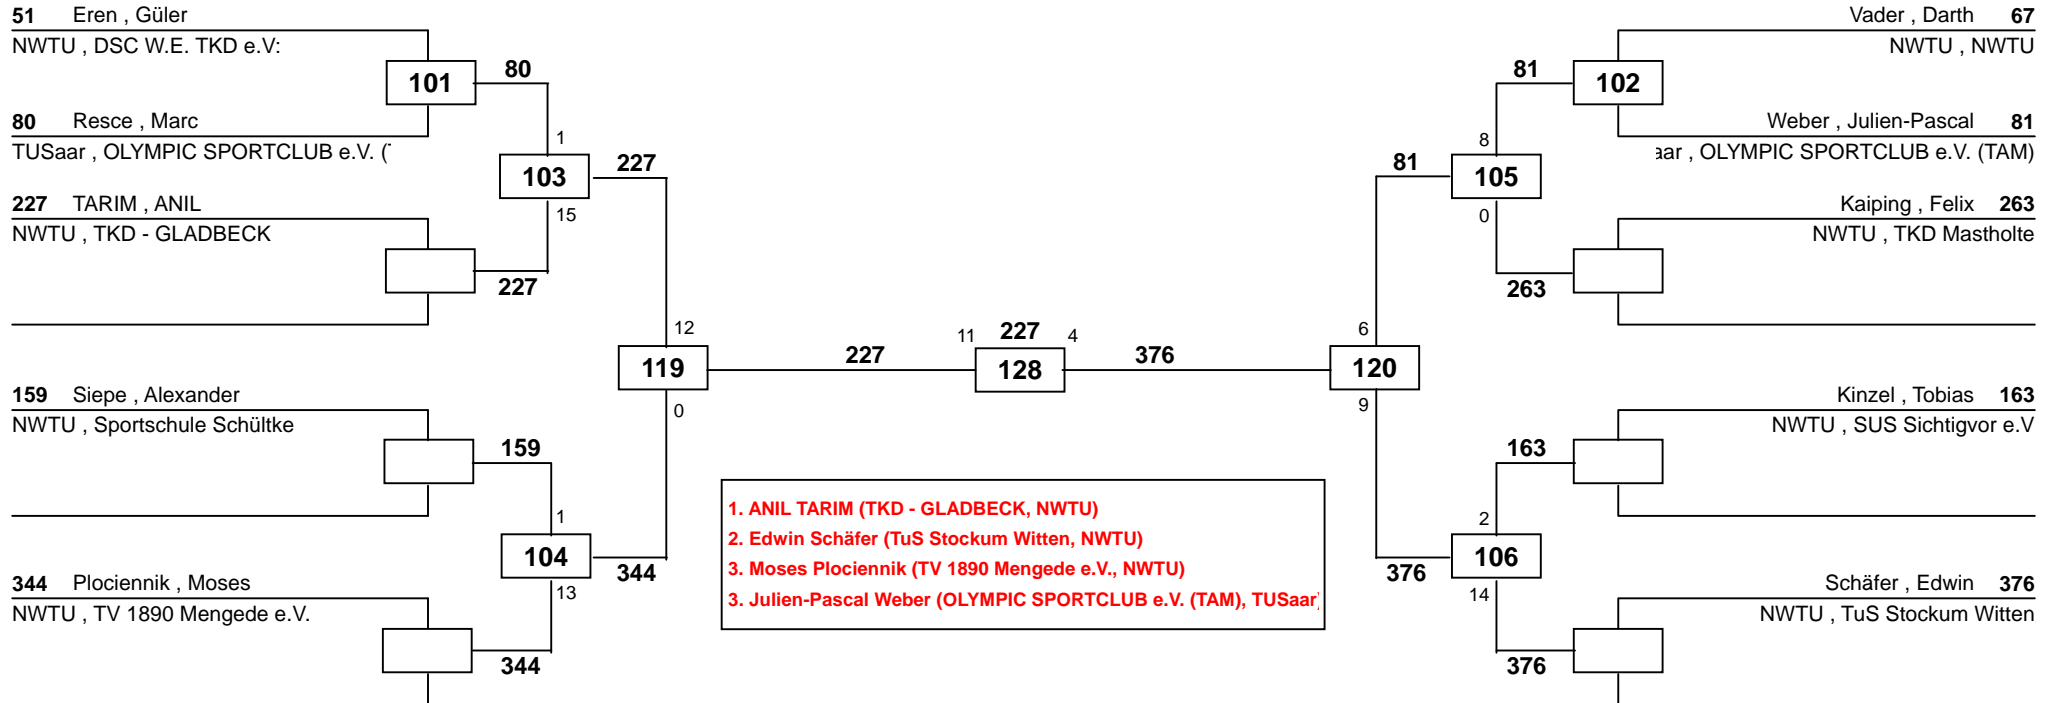 51 Eren , Güler
NWTU , DSC W.E. TKD e.V:
101
80
80 Resce , Marc
TUSaar , OLYMPIC SPORTCLUB e.V. (
1
103
15
227
227 TARIM , ANIL
NWTU , TKD - GLADBECK
227
12
119
0
227
159 Siepe , Alexander
NWTU , Sportschule Schültke
159
1
104
13
344
344 Plociennik , Moses
NWTU , TV 1890 Mengede e.V.
344
11 227 4
128
376
1. ANIL TARIM (TKD - GLADBECK, NWTU)
2. Edwin Schäfer (TuS Stockum Witten, NWTU)
3. Moses Plociennik (TV 1890 Mengede e.V., NWTU)
3. Julien-Pascal Weber (OLYMPIC SPORTCLUB e.V. (TAM), TUSaar)
Vader , Darth 67
NWTU , NWTU
81
102
Weber , Julien-Pascal 81
aar , OLYMPIC SPORTCLUB e.V. (TAM)
8
81
105
0
Kaiping , Felix 263
NWTU , TKD Mastholte
263
6
120
9
Kinzel , Tobias 163
NWTU , SUS Sichtigvor e.V
163
2
376
106
14
Schäfer , Edwin 376
NWTU , TuS Stockum Witten
376